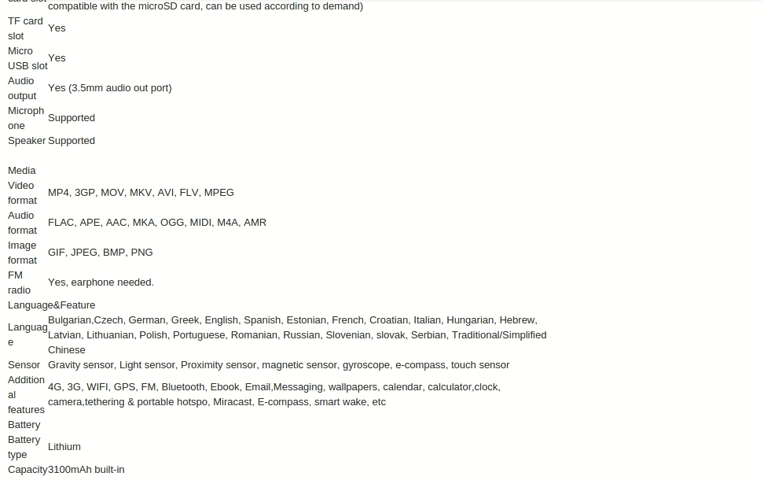 card slot compatible with the microSD card, can be used according to demand)
TF card
slot
Yes
Micro
USB slot
Yes
Audio
output
Yes (3.5mm audio out port)
Microph
one
Supported
Speaker Supported
Media
Video
format
MP4, 3GP, MOV, MKV, AVI, FLV, MPEG
Audio
format
FLAC, APE, AAC, MKA, OGG, MIDI, M4A, AMR
Image
format
GIF, JPEG, BMP, PNG
FM
radio
Yes, earphone needed.
Language&Feature
Languag
e
Bulgarian,Czech, German, Greek, English, Spanish, Estonian, French, Croatian, Italian, Hungarian, Hebrew,
Latvian, Lithuanian, Polish, Portuguese, Romanian, Russian, Slovenian, slovak, Serbian, Traditional/Simplified
Chinese
Sensor Gravity sensor, Light sensor, Proximity sensor, magnetic sensor, gyroscope, e-compass, touch sensor
Addition
al
features
4G, 3G, WIFI, GPS, FM, Bluetooth, Ebook, Email,Messaging, wallpapers, calendar, calculator,clock,
camera,tethering & portable hotspo, Miracast, E-compass, smart wake, etc
Battery
Battery
type
Lithium
Capacity 3100mAh built-in